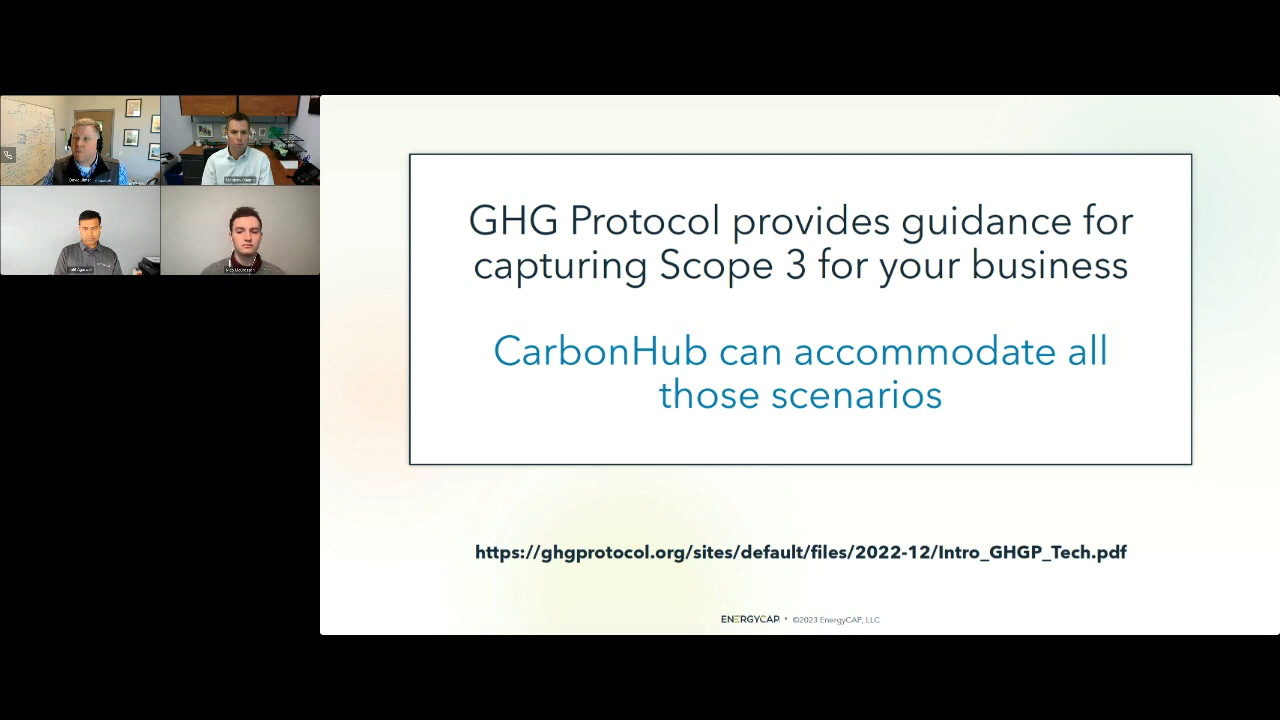 GHG Protocol provides guidance for
capturing Scope 3 for your business
CarbonHub can accommodate all
those scenarios
https://ghgprotocol.org/sites/default/files/2022-12/Intro_GHGP_Tech.pdf
ENERGYCAP • ©2023 EnergyCAP, LLC